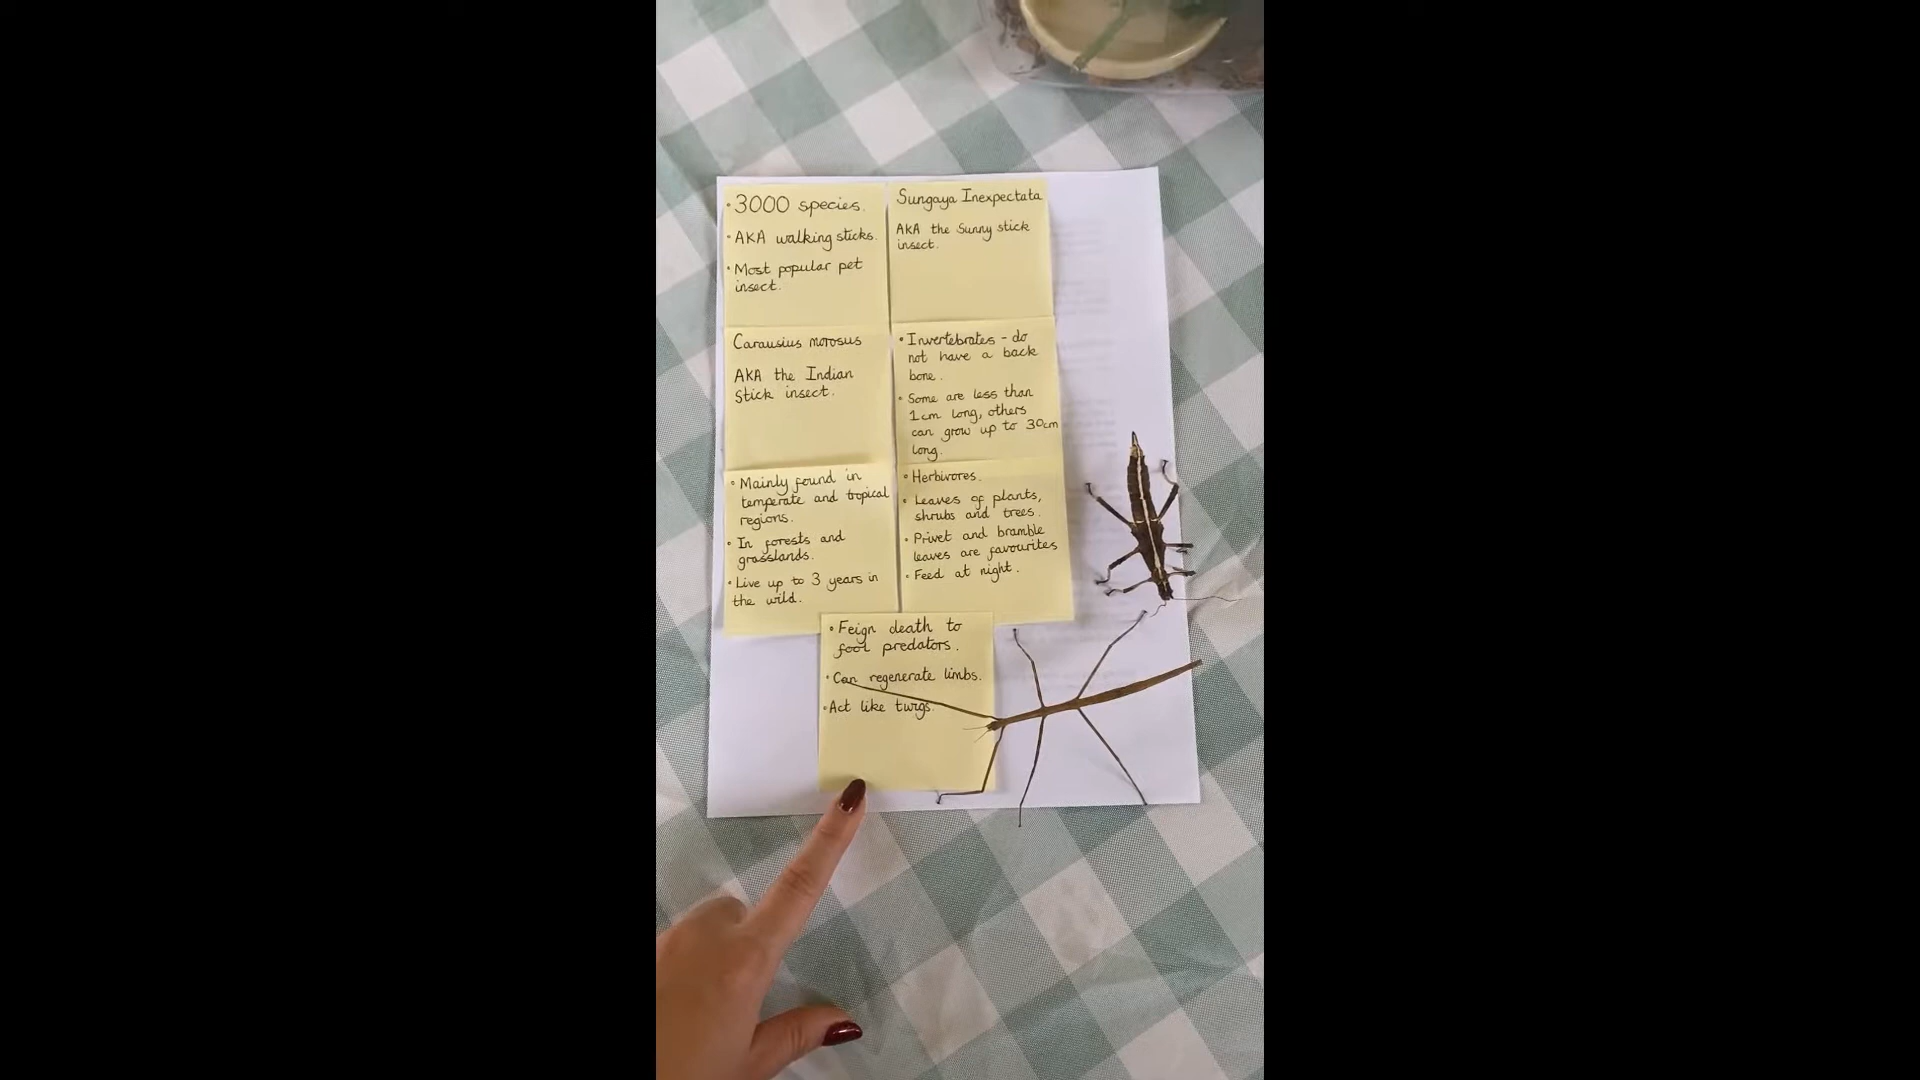 • 3000 species.
• AKA walking sticks.
• Most popular pet
insect.
Sungaya Inexpectata
AKA the Sunny stick
insect.
Carausius morosus
AKA the Indian
Stick insect.
• Invertebrates - do
not have a back
bone.
• Some are less than
1cm long, others
can grow up to 30cm
long.
• Mainly found in
temperate and tropical
regions.
• In forests and
grasslands.
• Live up to 3 years in
the wild.
• Herbivores.
• Leaves of plants,
shrubs and trees.
• Privet and bramble
leaves are favourites
• Feed at night.
• Feign death to
fool predators.
• Can regenerate limbs.
• Act like twigs.